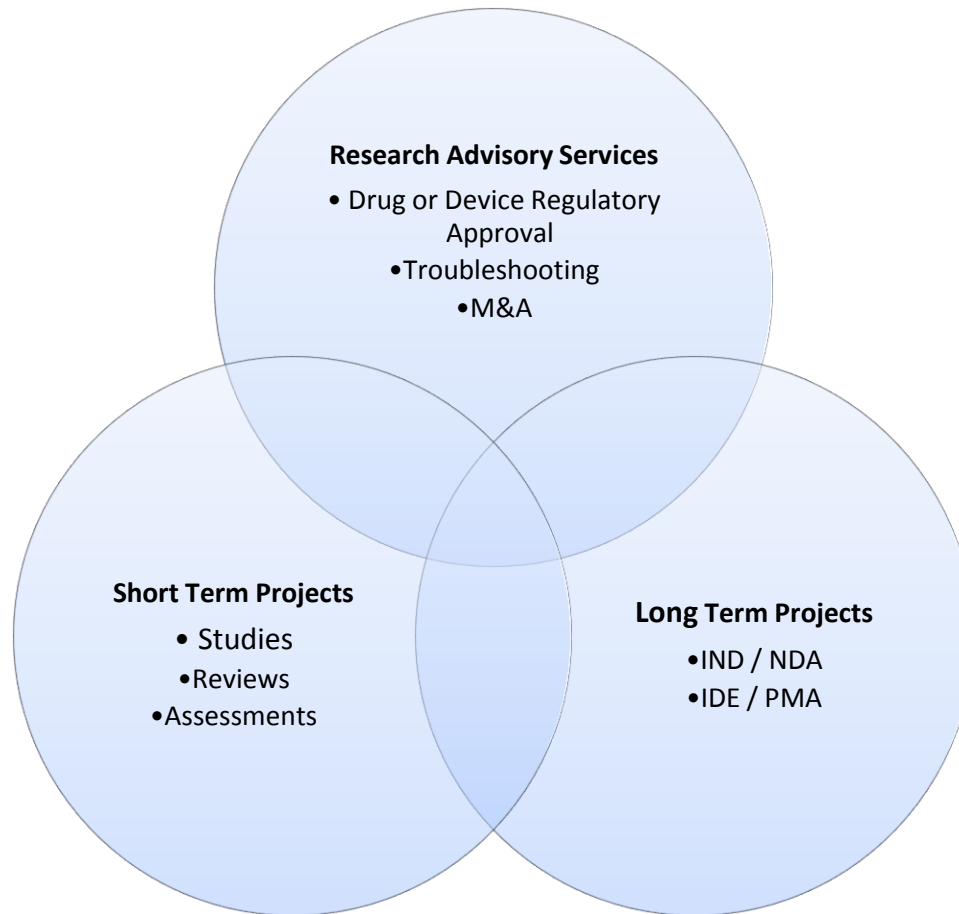 Research Advisory Services
• Drug or Device Regulatory
Approval
•Troubleshooting
•M&A
Short Term Projects
• Studies
•Reviews
•Assessments
Long Term Projects
•IND / NDA
•IDE / PMA